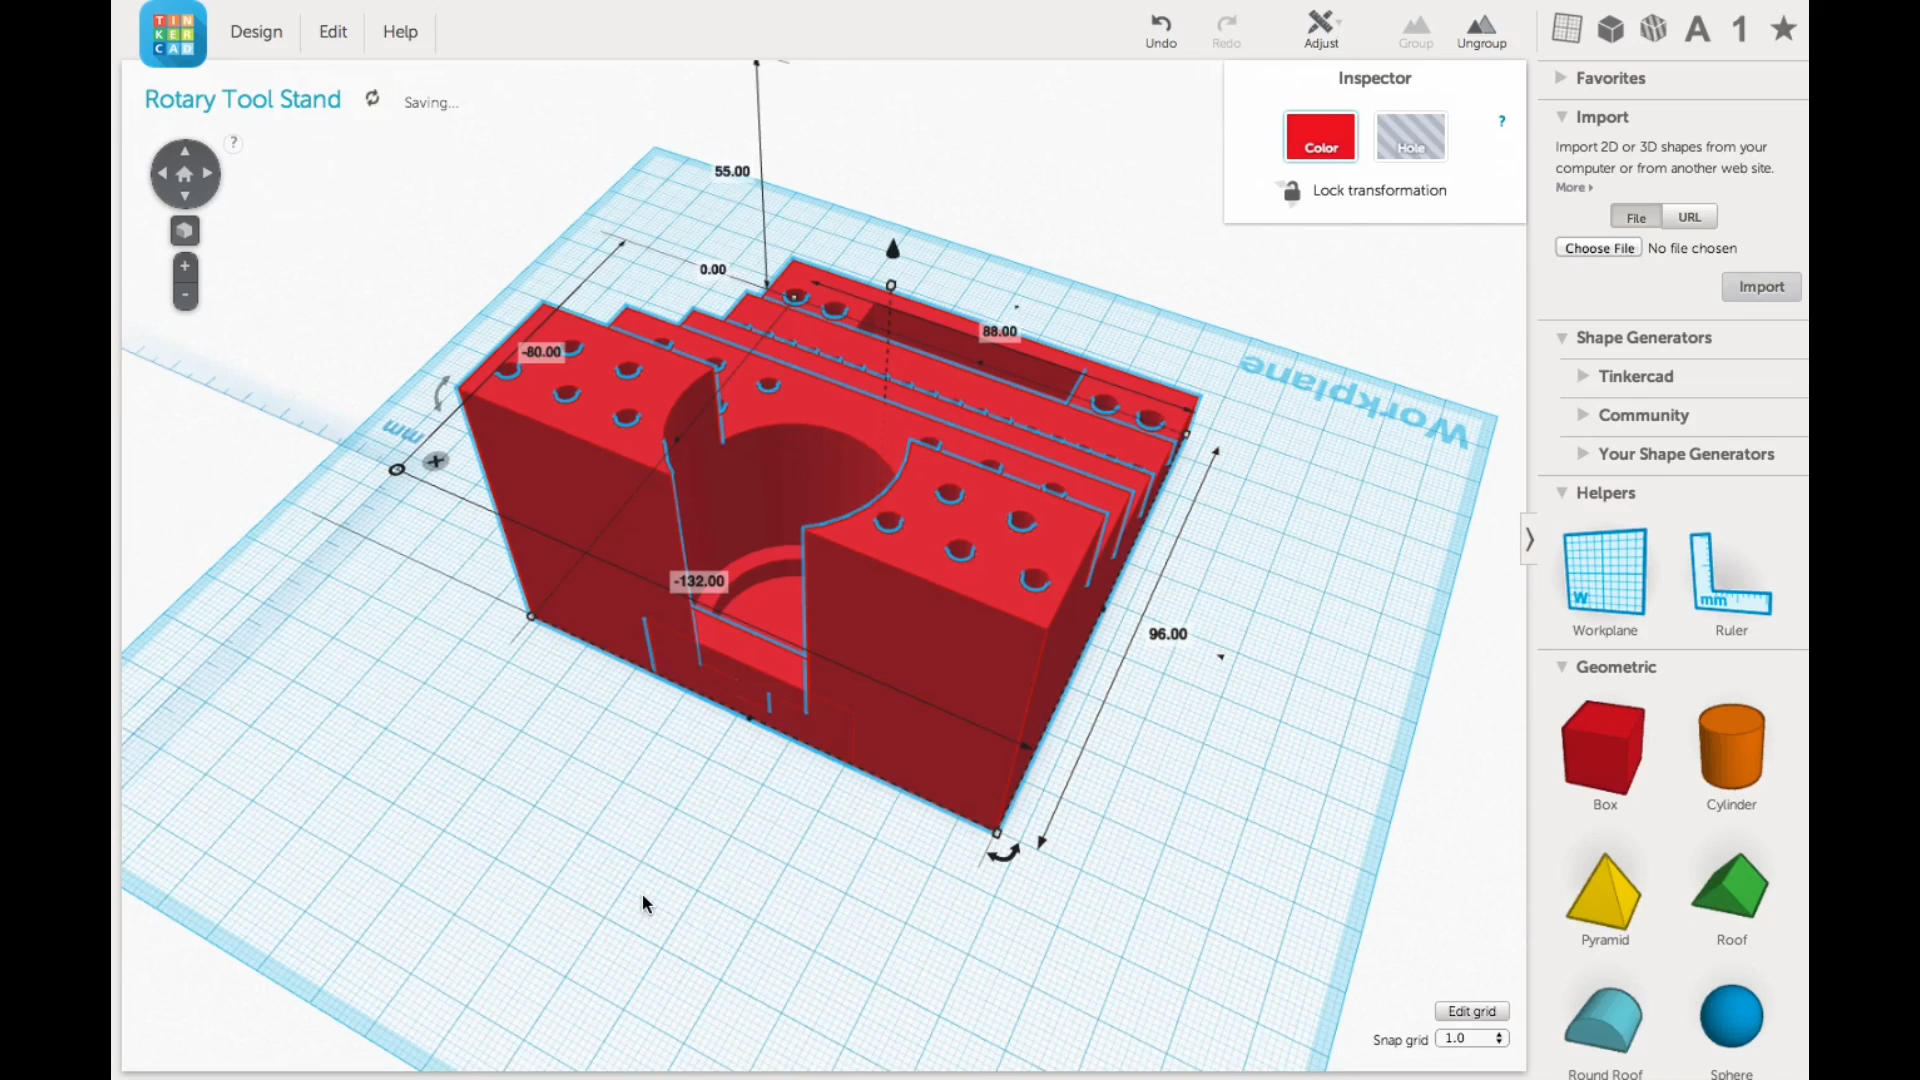 TIN
KER
CAD
Design
Edit
Help
Undo
Redo
Adjust
Group
Ungroup
A
1
Rotary Tool Stand
Saving...
?
Inspector
Color
Hole
?
Lock transformation
Favorites
Import
Import 2D or 3D shapes from your
computer or from another web site.
More
File
URL
Choose File
No file chosen
Import
Shape Generators
Tinkercad
Community
Your Shape Generators
Helpers
W
mm
Workplane
Ruler
Geometric
Box
Cylinder
Pyramid
Roof
Round Roof
Sphere
55.00
0.00
88.00
-80.00
Workplane
mm
-132.00
96.00
Edit grid
Snap grid
1.0